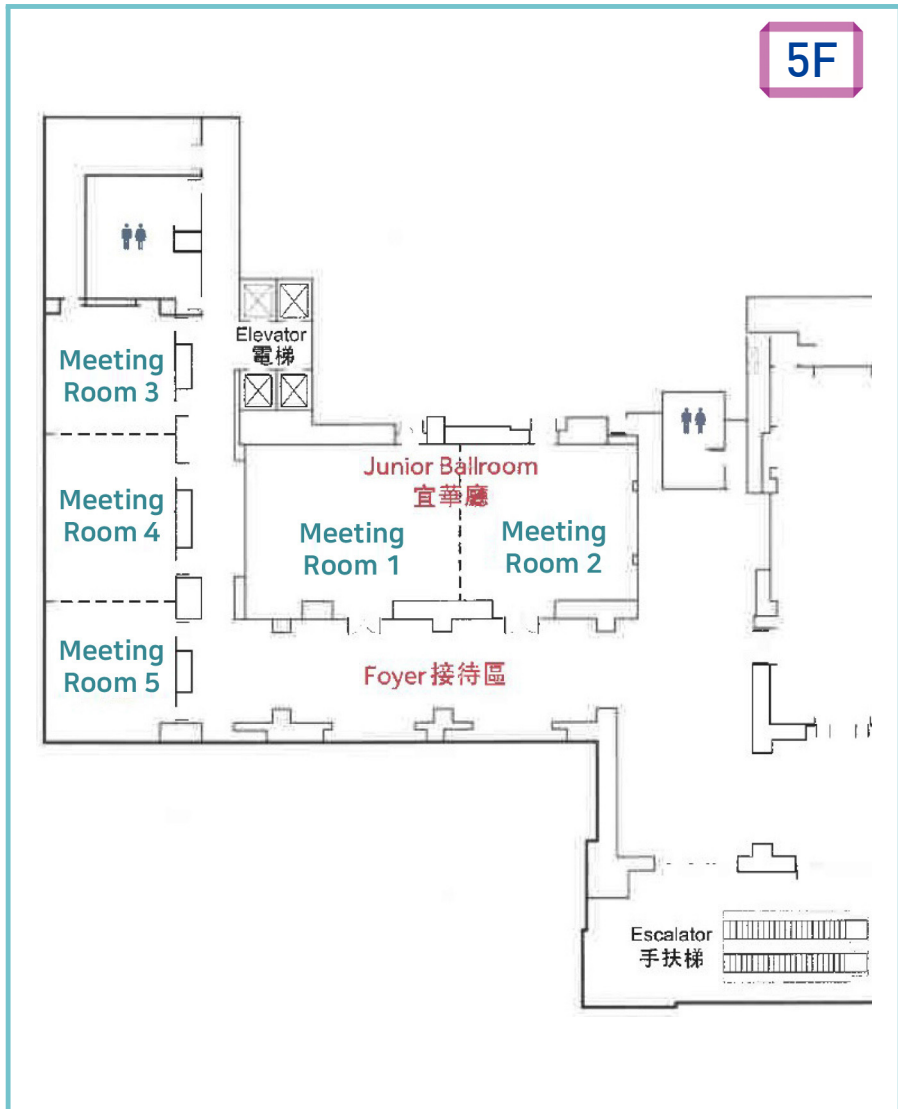 5F
Elevator
電梯
Meeting
Room 3
Junior Ballroom
宜華廳
Meeting
Room 4
Meeting
Room 1
Meeting
Room 2
Meeting
Room 5
Foyer 接待區
Escalator
手扶梯